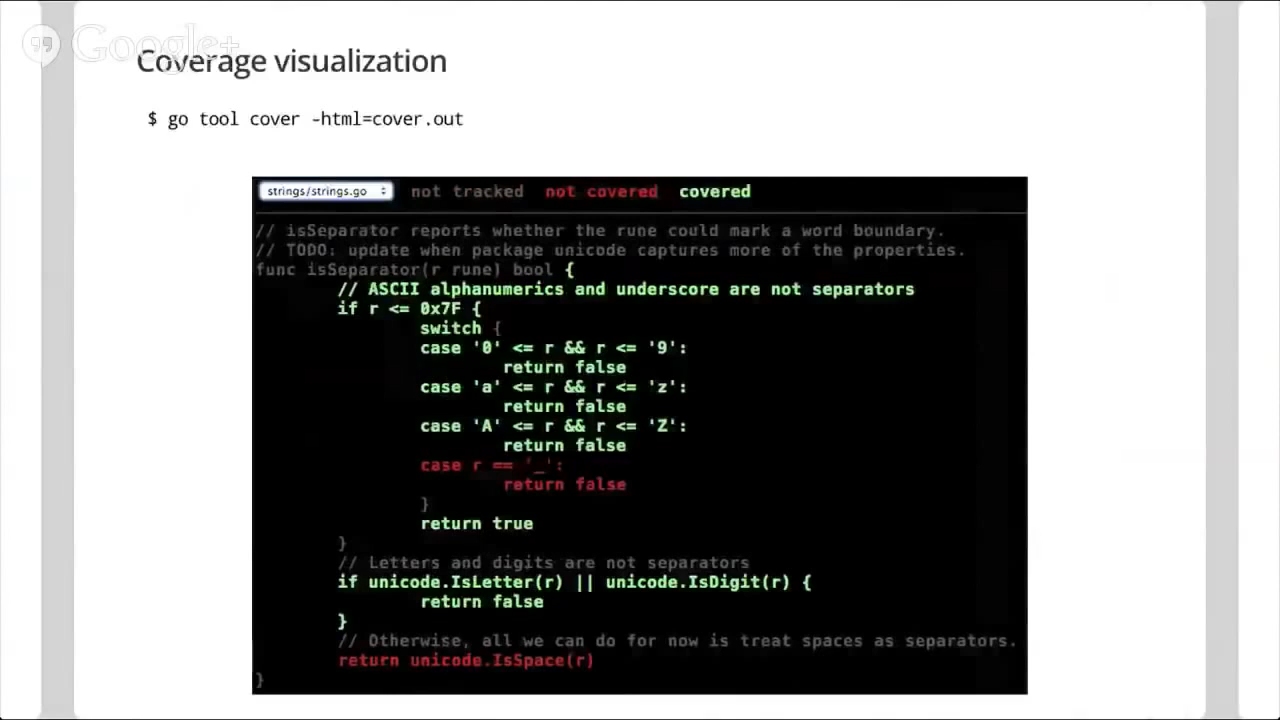 Google+
Coverage visualization
$ go tool cover -html=cover.out
strings/strings.go not tracked not covered covered
// isSeparator reports whether the rune could mark a word boundary.
// TODO: update when package unicode captures more of the properties.
func isSeparator(r rune) bool {
// ASCII alphanumerics and underscore are not separators
if r <= 0x7F {
switch {
case '0' <= r && r <= '9':
return false
case 'a' <= r && r <= 'z':
return false
case 'A' <= r && r <= 'Z':
return false
case r == '_':
return false
}
return true
}
// Letters and digits are not separators
if unicode.IsLetter(r) || unicode.IsDigit(r) {
return false
}
// Otherwise, all we can do for now is treat spaces as separators.
return unicode.IsSpace(r)
}